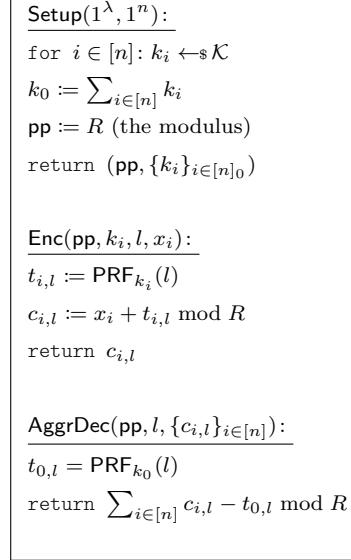 Setup(1^λ, 1^n):
for i ∈ [n]: k_i ←$ 𝒦
k_0 := ∑_{i∈[n]} k_i
pp := R (the modulus)
return (pp, {k_i}_{i∈[n]_0})
Enc(pp, k_i, l, x_i):
t_{i,l} := PRF_{k_i}(l)
c_{i,l} := x_i + t_{i,l} mod R
return c_{i,l}
AggrDec(pp, l, {c_{i,l}}_{i∈[n]}):
t_{0,l} = PRF_{k_0}(l)
return ∑_{i∈[n]} c_{i,l} − t_{0,l} mod R